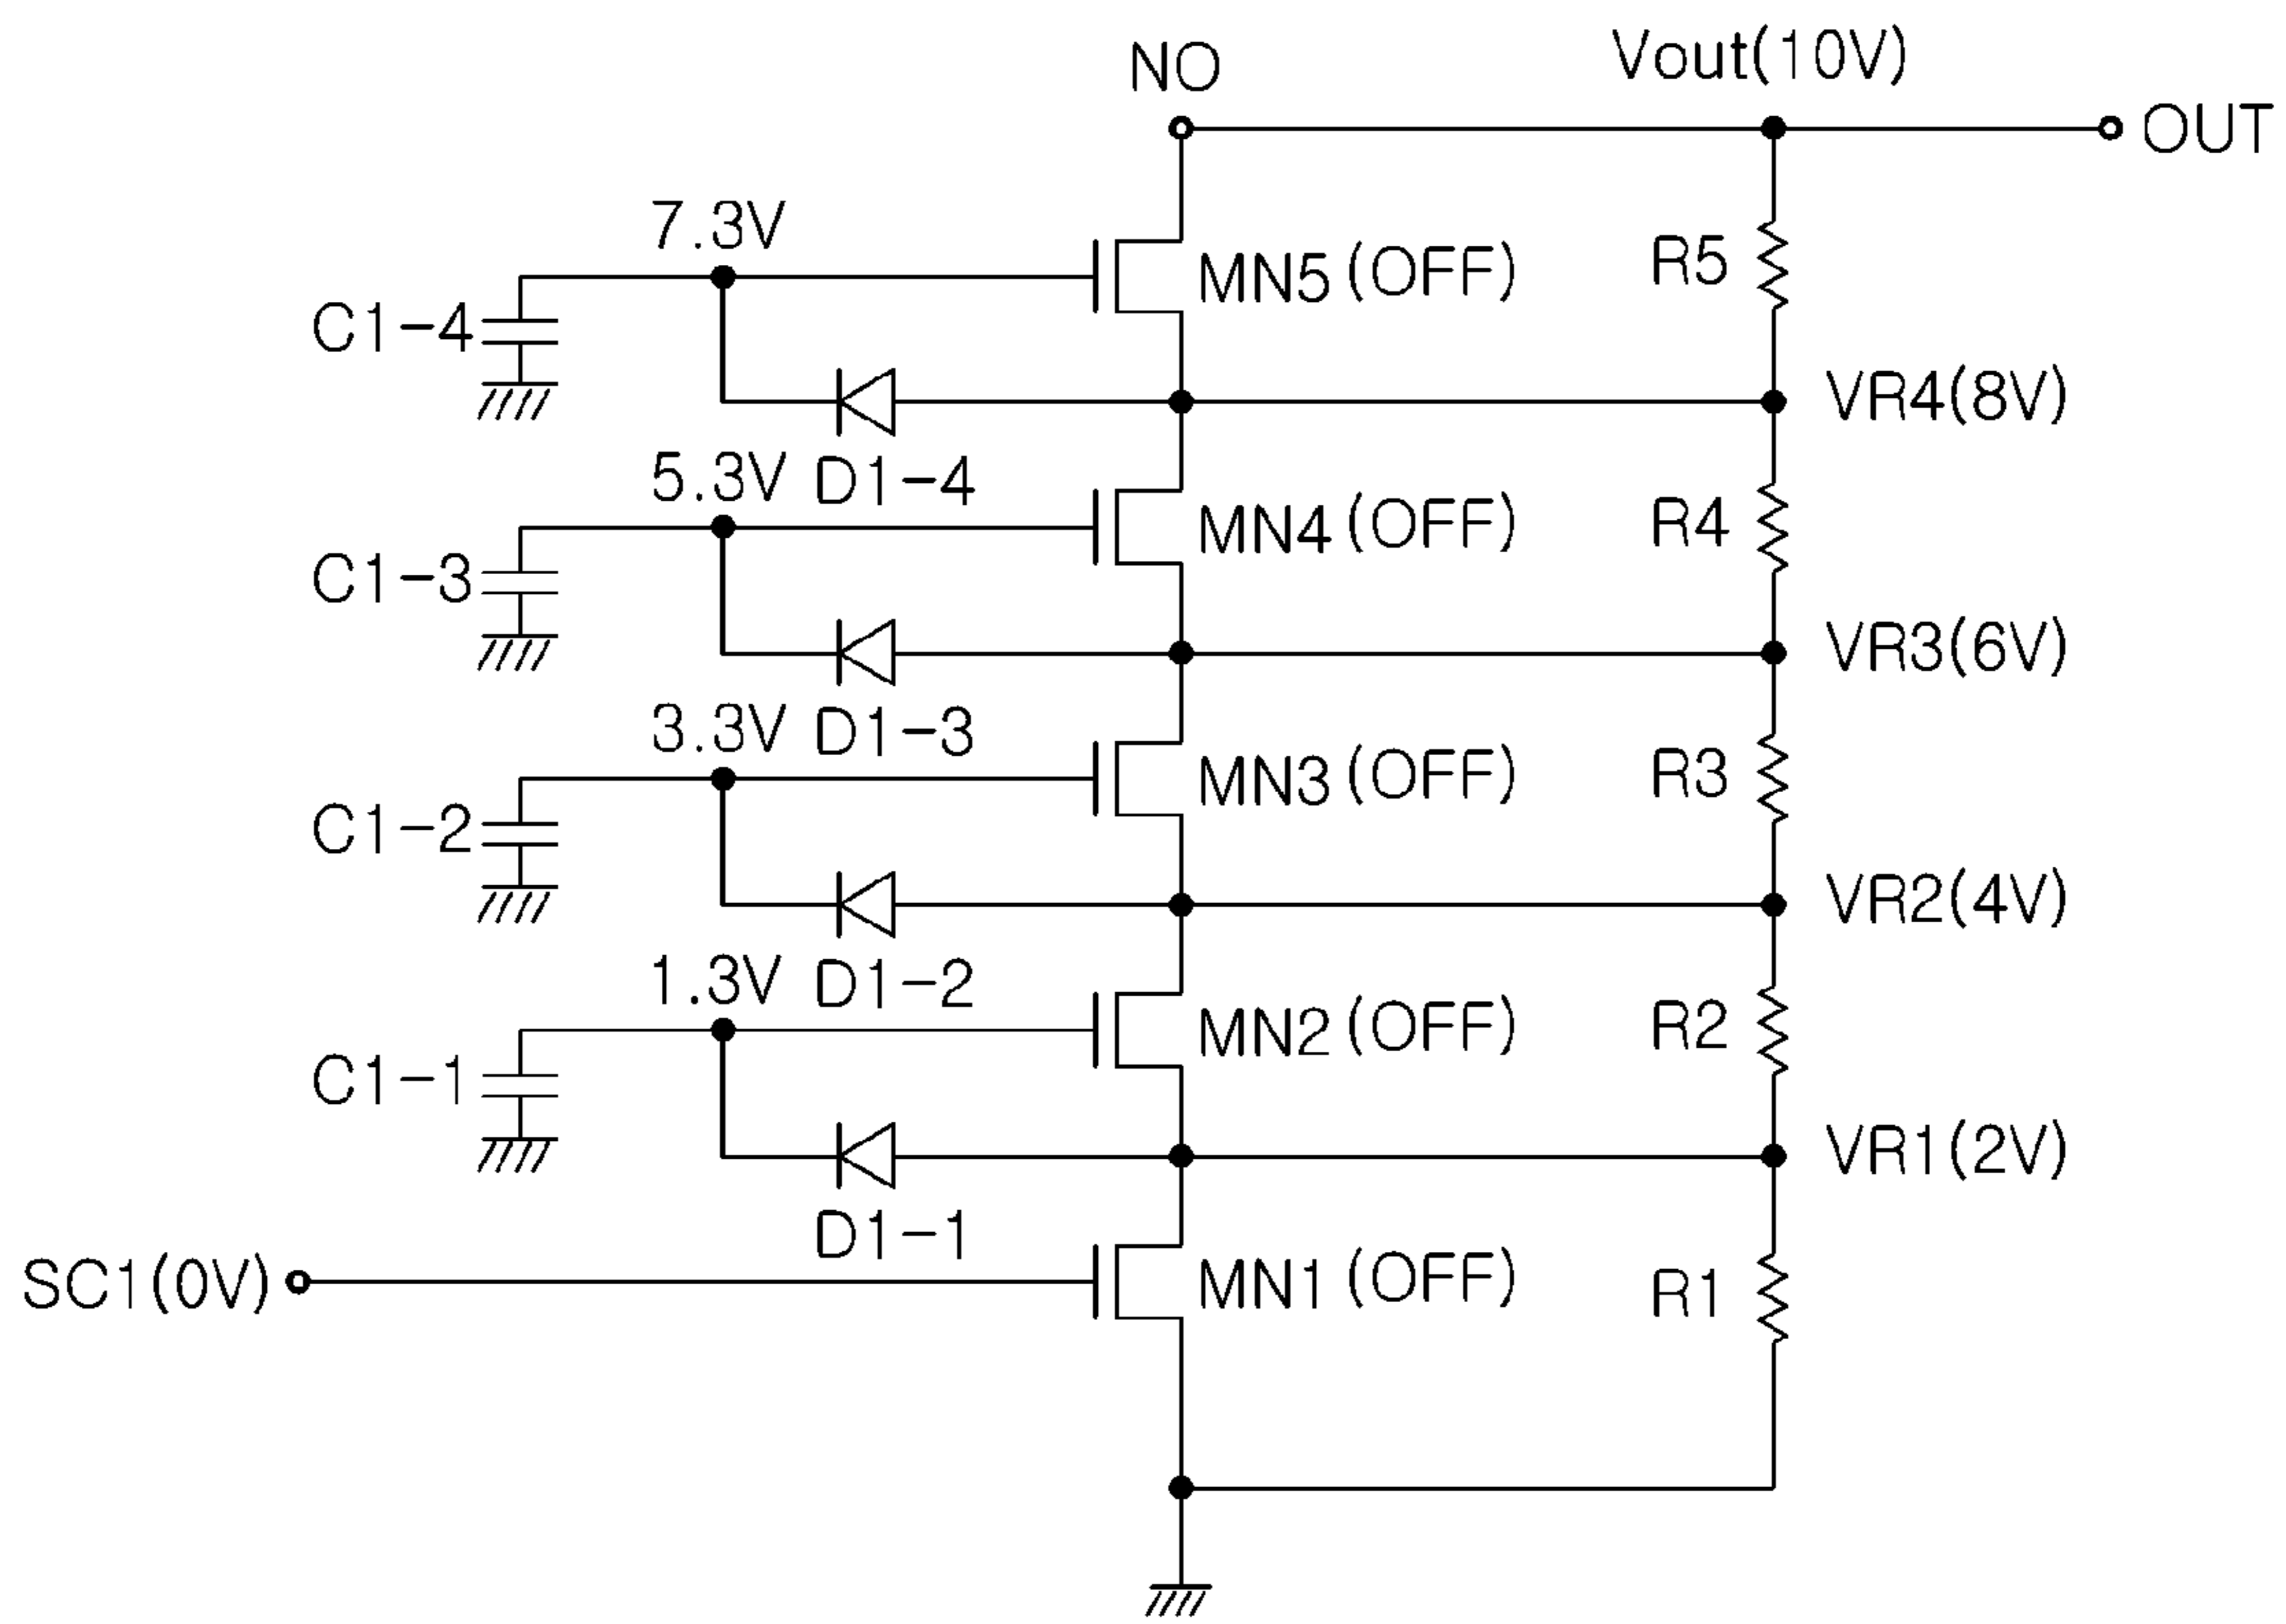 NO
Vout(10V)
OUT
7.3V
MN5(OFF)
R5
C1-4
VR4(8V)
5.3V
D1-4
MN4(OFF)
R4
C1-3
VR3(6V)
3.3V
D1-3
MN3(OFF)
R3
C1-2
VR2(4V)
1.3V
D1-2
MN2(OFF)
R2
C1-1
VR1(2V)
D1-1
SC1(0V)
MN1(OFF)
R1